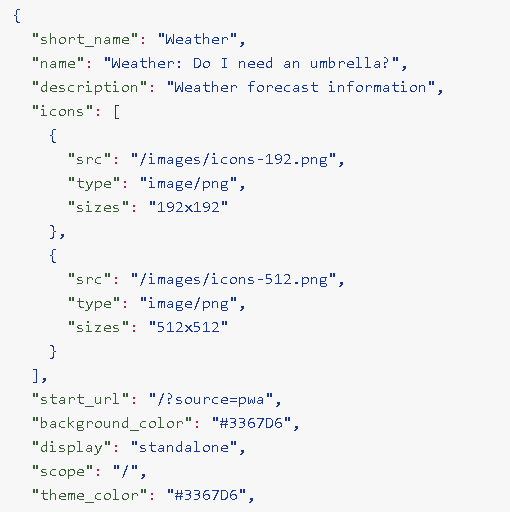 {
  "short_name": "Weather",
  "name": "Weather: Do I need an umbrella?",
  "description": "Weather forecast information",
  "icons": [
    {
      "src": "/images/icons-192.png",
      "type": "image/png",
      "sizes": "192x192"
    },
    {
      "src": "/images/icons-512.png",
      "type": "image/png",
      "sizes": "512x512"
    }
  ],
  "start_url": "/?source=pwa",
  "background_color": "#3367D6",
  "display": "standalone",
  "scope": "/",
  "theme_color": "#3367D6",